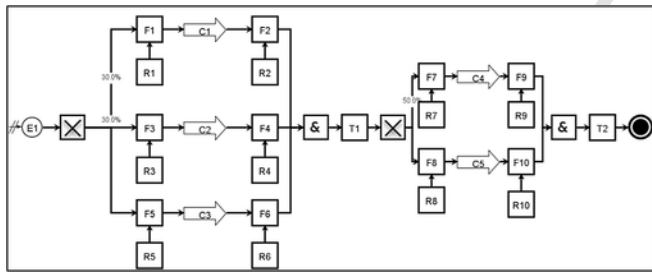 F1 C1 F2
R1 R2
30.0%
E1
30.0%
F3 C2 F4
R3 R4
F5 C3 F6
R5 R6
& T1
F7 C4 F9
50.0%
R7 R9
F8 C5 F10
R8 R10
& T2